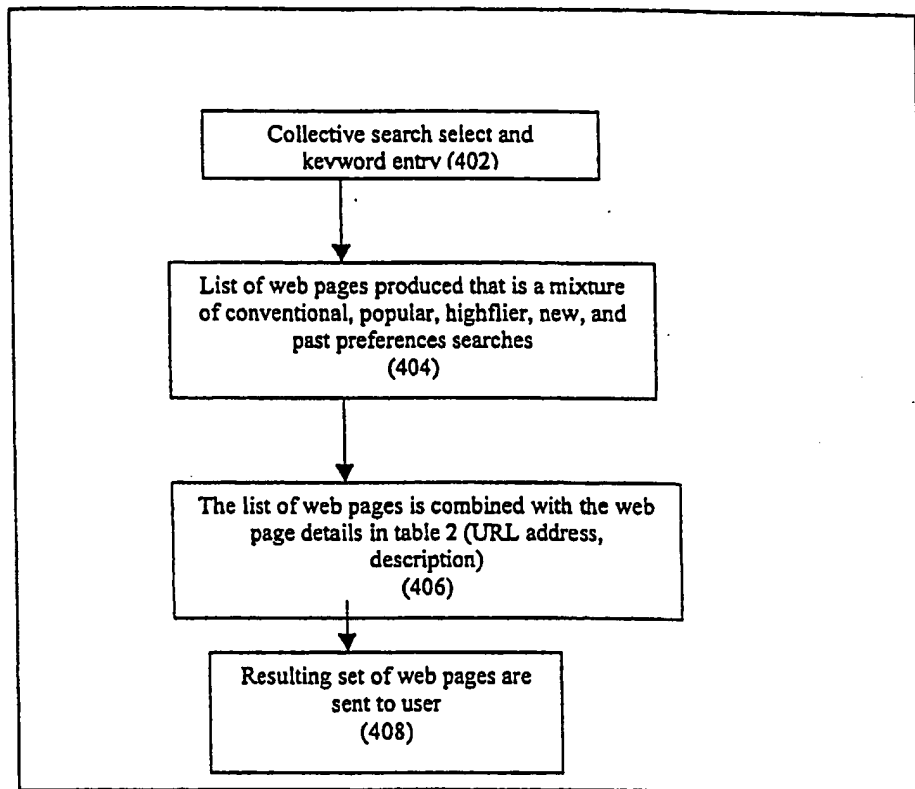 Collective search select and
keyword entry (402)
List of web pages produced that is a mixture
of conventional, popular, highflier, new, and
past preferences searches
(404)
The list of web pages is combined with the web
page details in table 2 (URL address,
description)
(406)
Resulting set of web pages are
sent to user
(408)